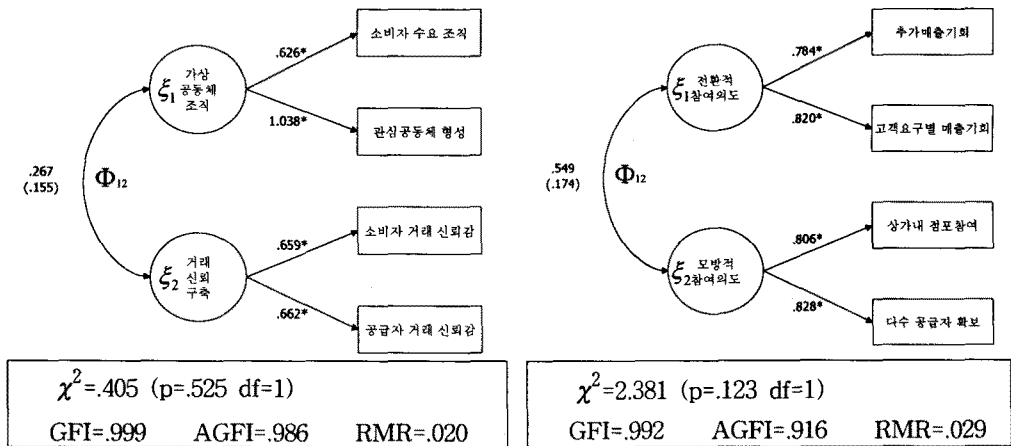 소비자 수요 조직
.626*
ξ1 가상 공동체 조직
1.038*
관심공동체 형성
.267
(.155)
Φ12
소비자 거래 신뢰감
.659*
ξ2 거래 신뢰 구축
.662*
공급자 거래 신뢰감
χ²=.405 (p=.525 df=1)
GFI=.999 AGFI=.986 RMR=.020
추가매출기회
.784*
ξ1 전환적 참여의도
.820*
고객요구별 매출기회
.549
(.174)
Φ12
상가내 점포참여
.806*
ξ2 모방적 참여의도
.828*
다수 공급자 확보
χ²=2.381 (p=.123 df=1)
GFI=.992 AGFI=.916 RMR=.029